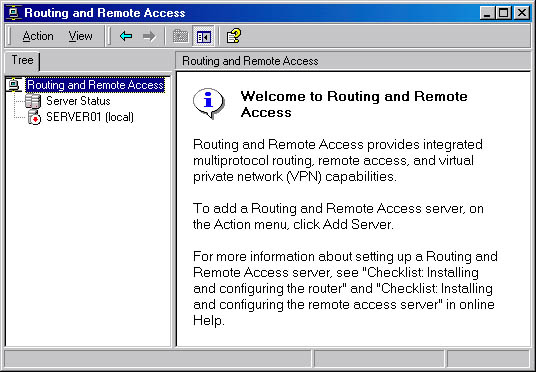 Routing and Remote Access
Action View
Tree
Routing and Remote Access
Server Status
SERVER01 (local)
Routing and Remote Access
Welcome to Routing and Remote
Access
Routing and Remote Access provides integrated
multiprotocol routing, remote access, and virtual
private network (VPN) capabilities.
To add a Routing and Remote Access server, on
the Action menu, click Add Server.
For more information about setting up a Routing and
Remote Access server, see "Checklist: Installing
and configuring the router" and "Checklist: Installing
and configuring the remote access server" in online
Help.